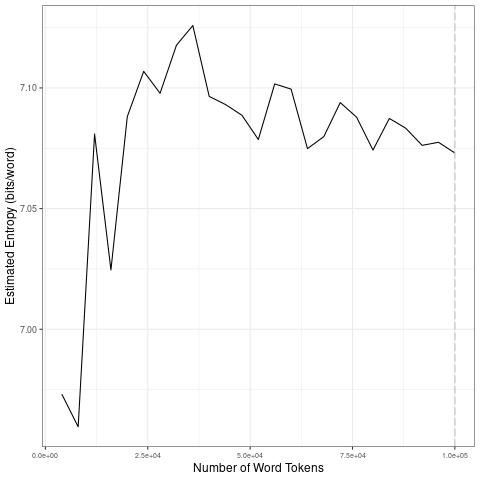 Estimated Entropy (bits/word)
7.10
7.05
7.00
0.0e+00 2.5e+04 5.0e+04 7.5e+04 1.0e+05
Number of Word Tokens